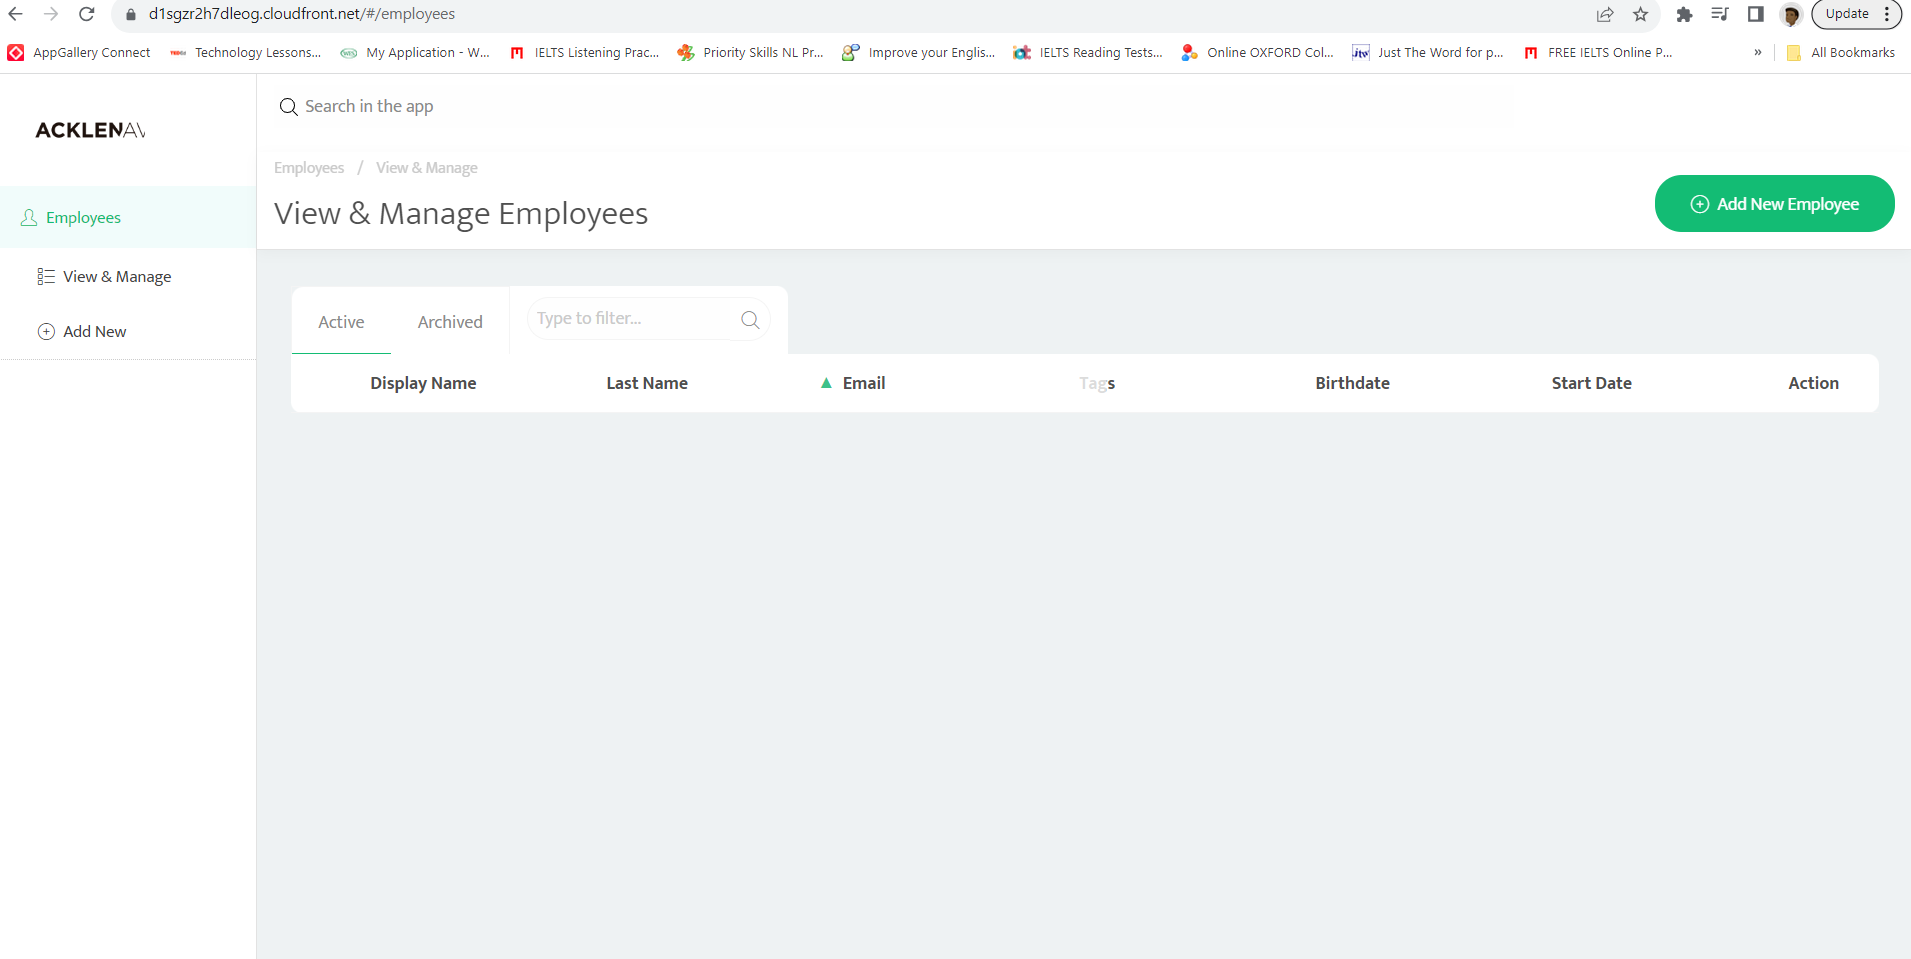 d1sgzr2h7dleog.cloudfront.net/#/employees
Update
AppGallery Connect
Technology Lessons...
My Application - W...
IELTS Listening Prac...
Priority Skills NL Pr...
Improve your Englis...
IELTS Reading Tests...
Online OXFORD Col...
Just The Word for p...
FREE IELTS Online P...
»
All Bookmarks
ACKLENAV
Search in the app
Employees / View & Manage
View & Manage Employees
Add New Employee
Employees
View & Manage
Add New
Active
Archived
Type to filter...
Display Name
Last Name
▲ Email
Tags
Birthdate
Start Date
Action